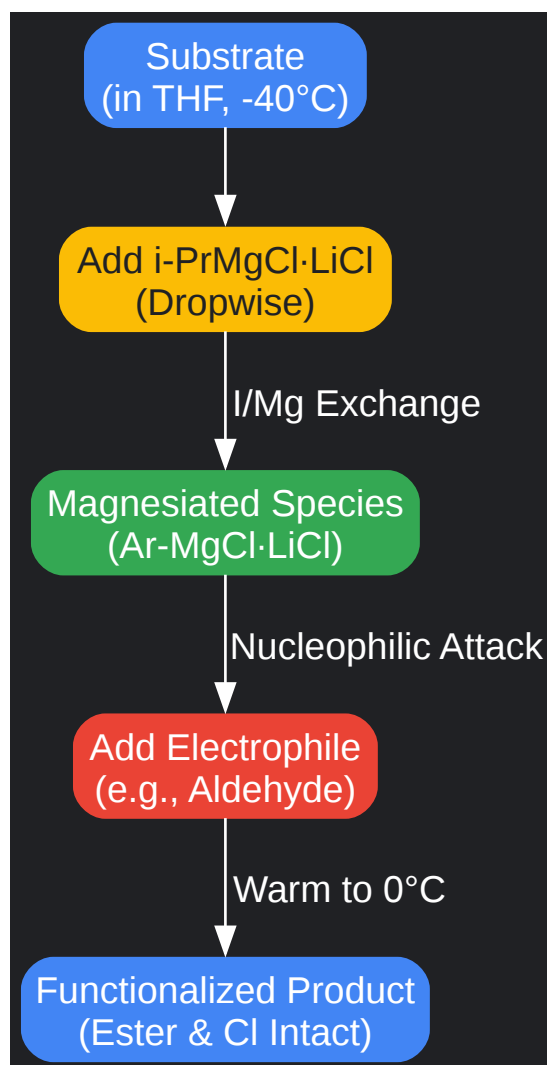 Substrate
(in THF, -40°C)
Add i-PrMgCl·LiCl
(Dropwise)
I/Mg Exchange
Magnesiated Species
(Ar-MgCl·LiCl)
Nucleophilic Attack
Add Electrophile
(e.g., Aldehyde)
Warm to 0°C
Functionalized Product
(Ester & Cl Intact)